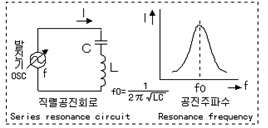 I
발진기
OSC
f
C
L
f0= 1 / 2π√LC
직렬공진회로
Series resonance circuit
I
f0
f
공진주파수
Resonance frequency